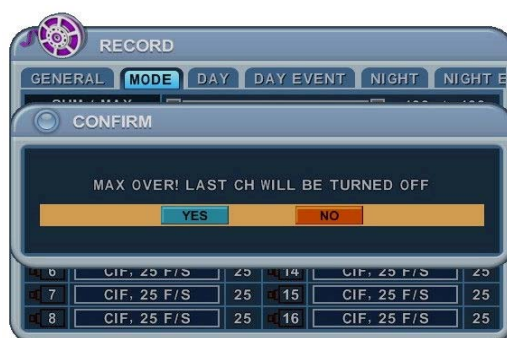 RECORD
GENERAL MODE DAY DAY EVENT NIGHT NIGHT E
CONFIRM
MAX OVER! LAST CH WILL BE TURNED OFF
YES NO
6 CIF, 25 F/S 25 14 CIF, 25 F/S 25
7 CIF, 25 F/S 25 15 CIF, 25 F/S 25
8 CIF, 25 F/S 25 16 CIF, 25 F/S 25